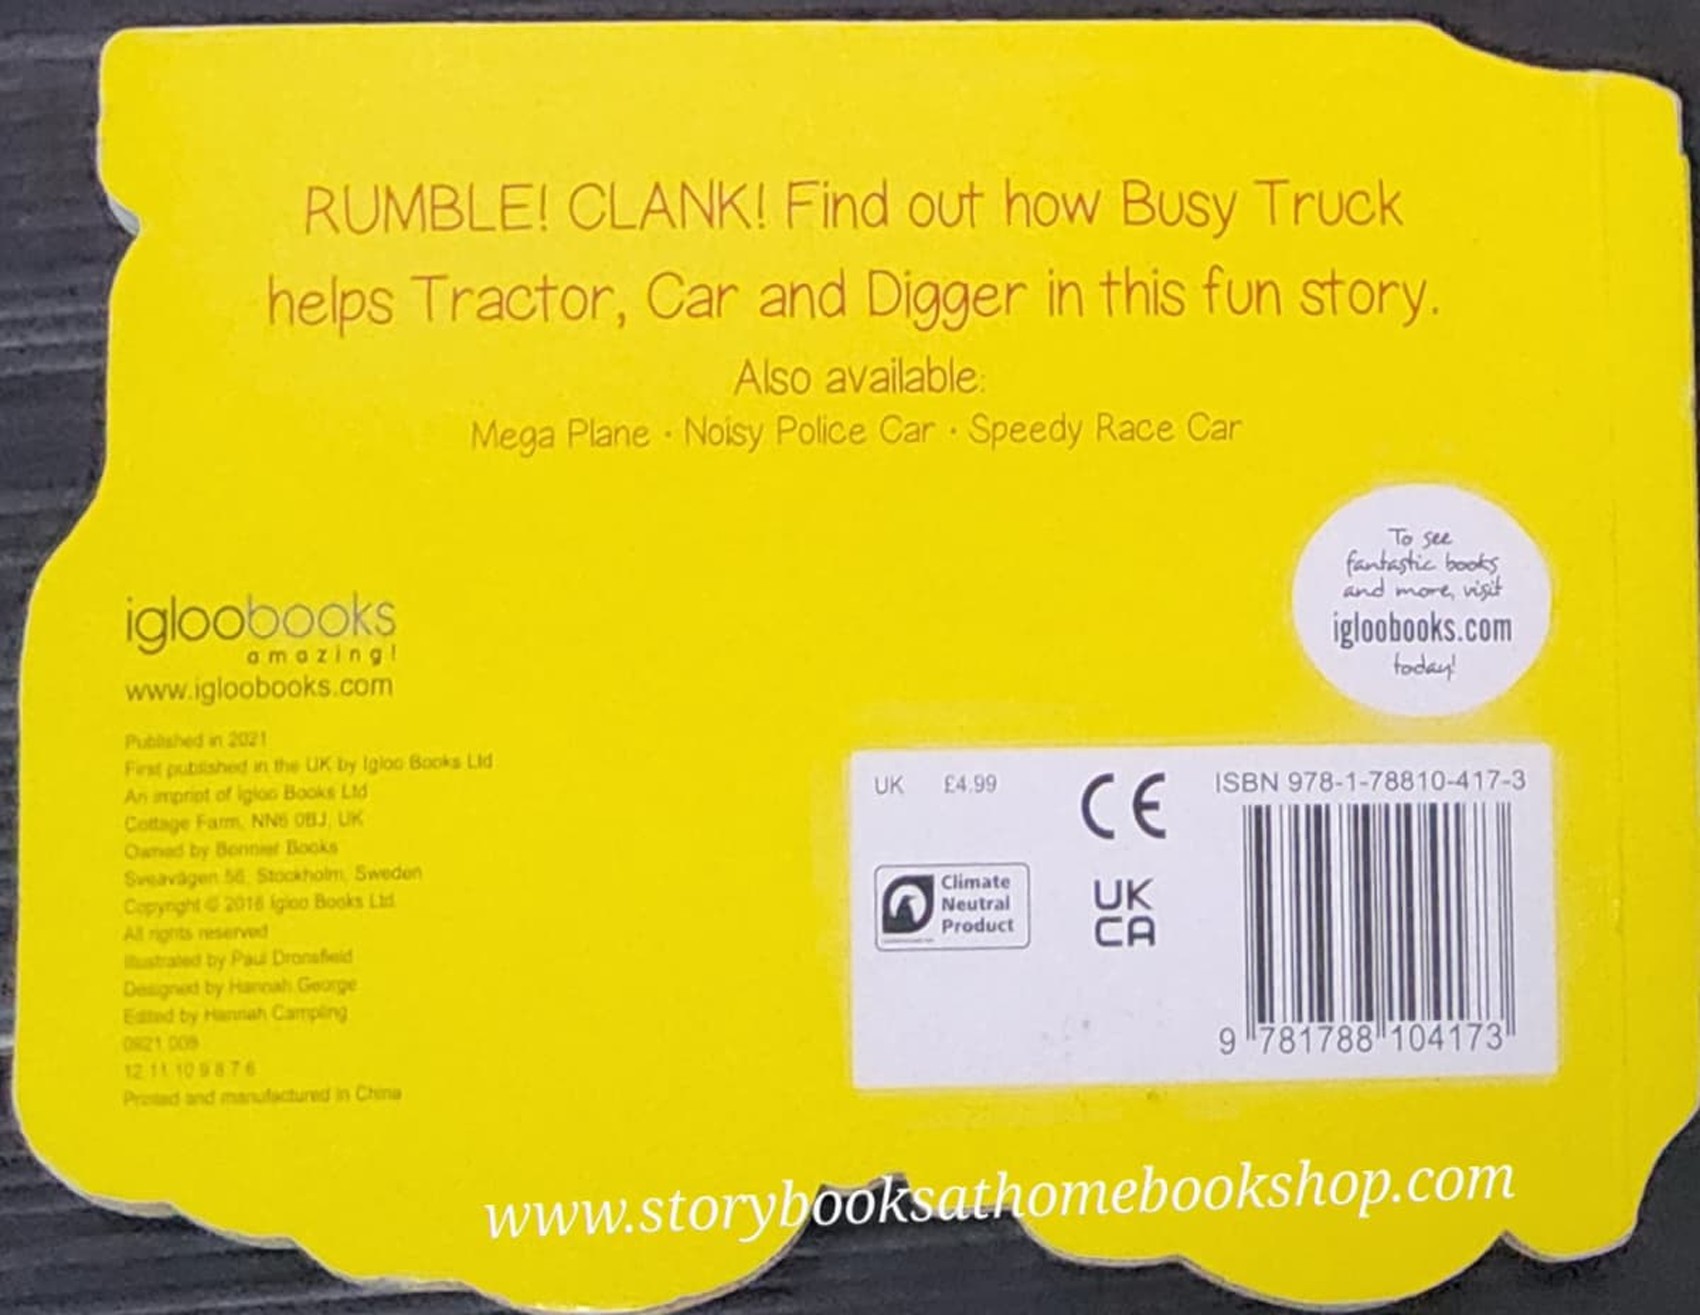 RUMBLE! CLANK! Find out how Busy Truck
helps Tractor, Car and Digger in this fun story.
Also available:
Mega Plane · Noisy Police Car · Speedy Race Car
To see
fantastic books
and more, visit
igloobooks.com
today!
igloobooks
amazing!
www.igloobooks.com
Published in 2021
First published in the UK by Igloo Books Ltd
An imprint of Igloo Books Ltd
Cottage Farm, NN6 0BJ, UK
Owned by Bonnier Books
Sveavägen 56, Stockholm, Sweden
Copyright © 2018 Igloo Books Ltd
All rights reserved
Illustrated by Paul Dronsfield
Designed by Hannah George
Edited by Hannah Campling
0821 009
12 11 10 9 8 7 6
Printed and manufactured in China
UK £4.99
CE
ISBN 978-1-78810-417-3
Climate
Neutral
Product
UK
CA
9 781788 104173
www.storybooksathomebookshop.com